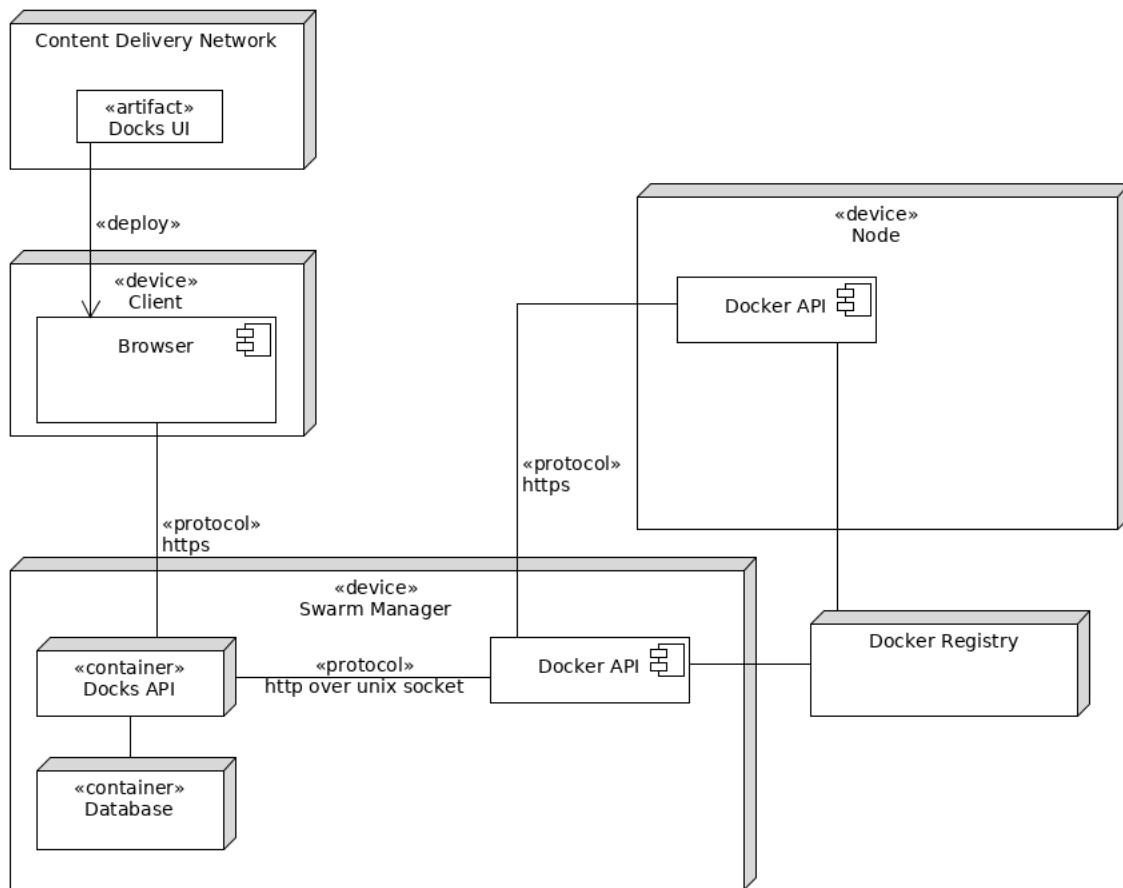 Content Delivery Network
«artifact»
Docks UI
«deploy»
«device»
Client
Browser
«device»
Node
Docker API
«protocol»
https
«protocol»
https
«device»
Swarm Manager
«container»
Docks API
«protocol»
http over unix socket
Docker API
Docker Registry
«container»
Database